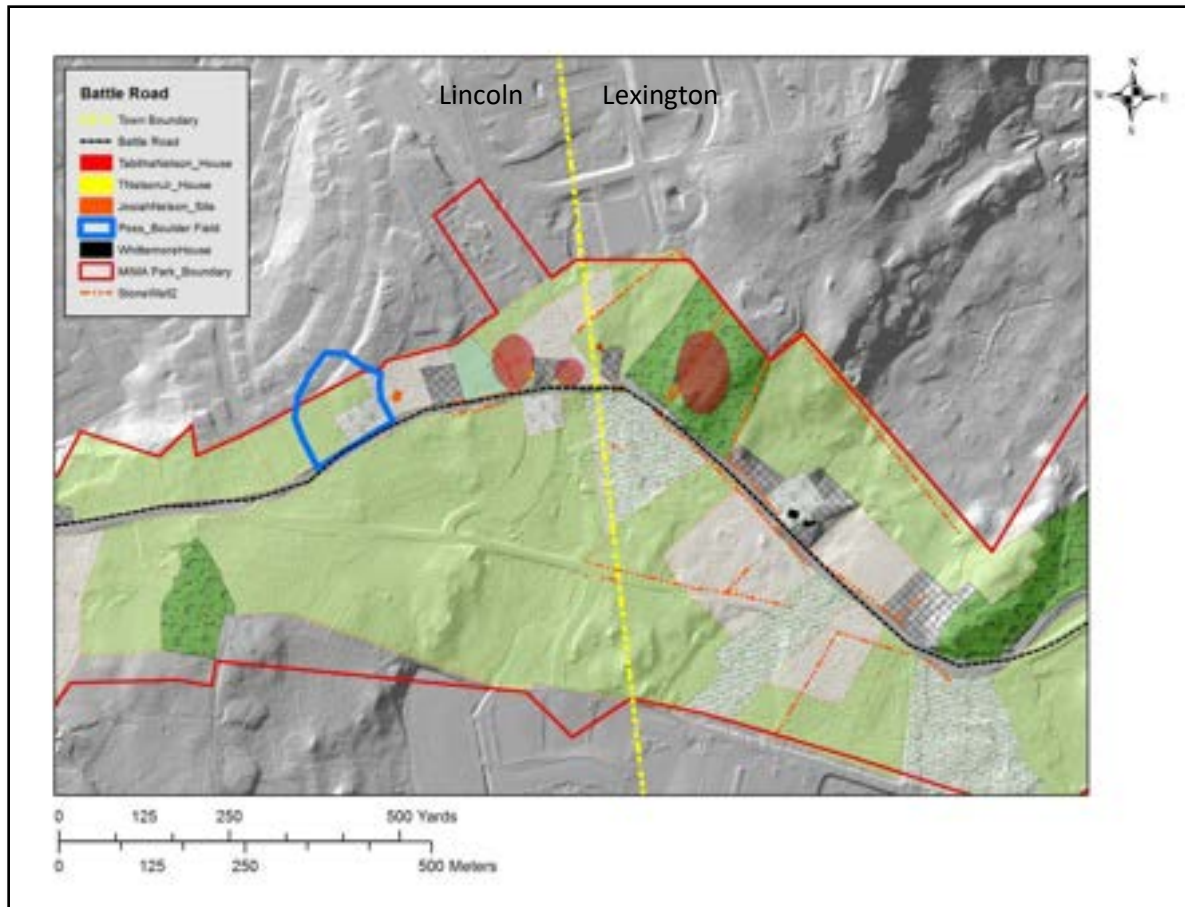 Lincoln Lexington
N
W E
S
Battle Road
Town Boundary
Battle Road
TabithaNelson_House
TNelsonJr_House
JosiahNelson_Site
Poss_Boulder Field
WhittemoreHouse
MIMA Park_Boundary
StoneWall2
0 125 250 500 Yards
0 125 250 500 Meters